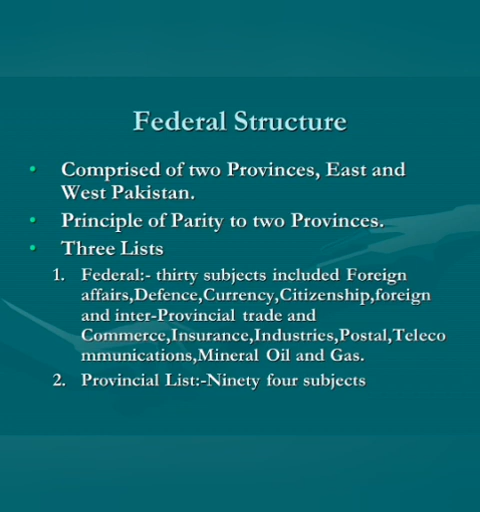 Federal Structure
• Comprised of two Provinces, East and
West Pakistan.
• Principle of Parity to two Provinces.
• Three Lists
1. Federal:- thirty subjects included Foreign
affairs,Defence,Currency,Citizenship,foreign
and inter-Provincial trade and
Commerce,Insurance,Industries,Postal,Teleco
mmunications,Mineral Oil and Gas.
2. Provincial List:-Ninety four subjects